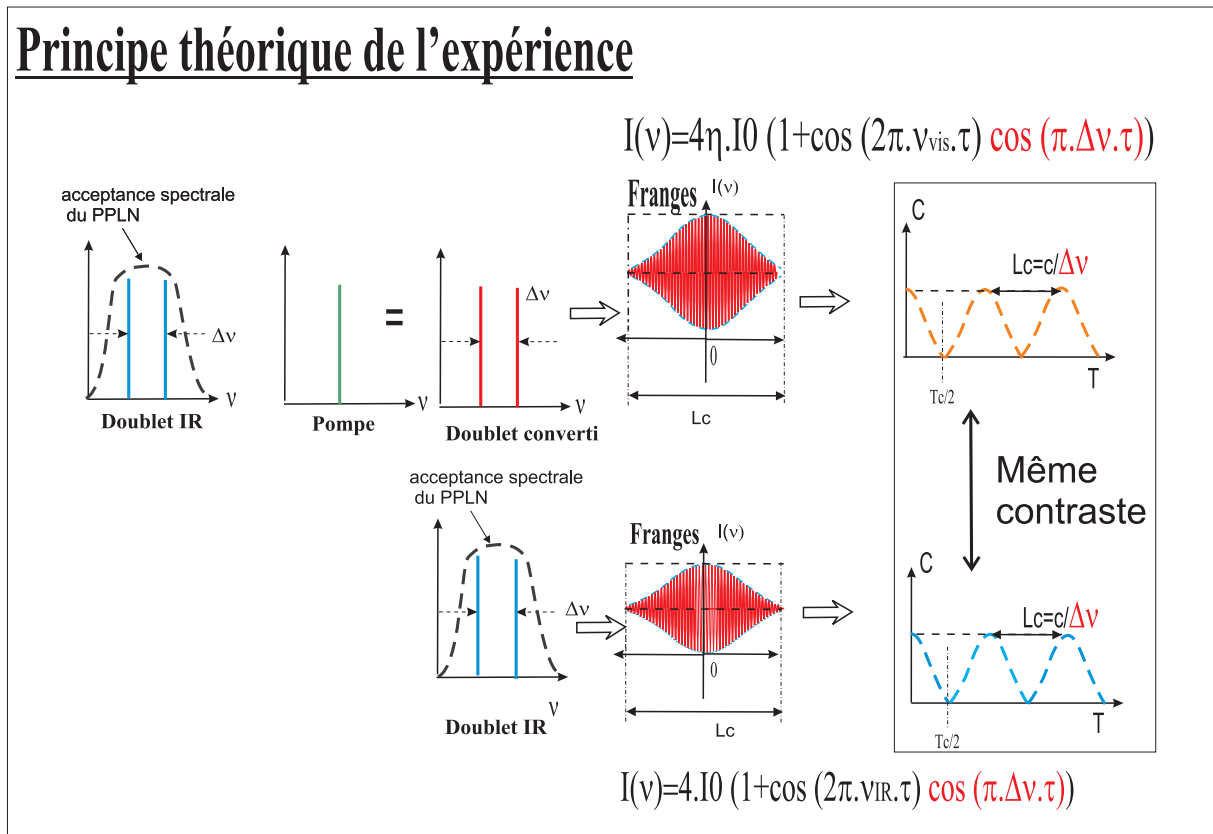 Principe théorique de l'expérience
I(ν)=4η.I0 (1+cos (2π.νvis.τ) cos (π.Δν.τ))
acceptance spectrale
du PPLN
Δν
ν
Doublet IR
ν
Pompe
=
Δν
ν
Doublet converti
Franges
I(ν)
0
Lc
C
Lc=c/Δν
Tc/2
T
Même
contraste
acceptance spectrale
du PPLN
Δν
ν
Doublet IR
Franges
I(ν)
0
Lc
C
Lc=c/Δν
Tc/2
T
I(ν)=4.I0 (1+cos (2π.νIR.τ) cos (π.Δν.τ))